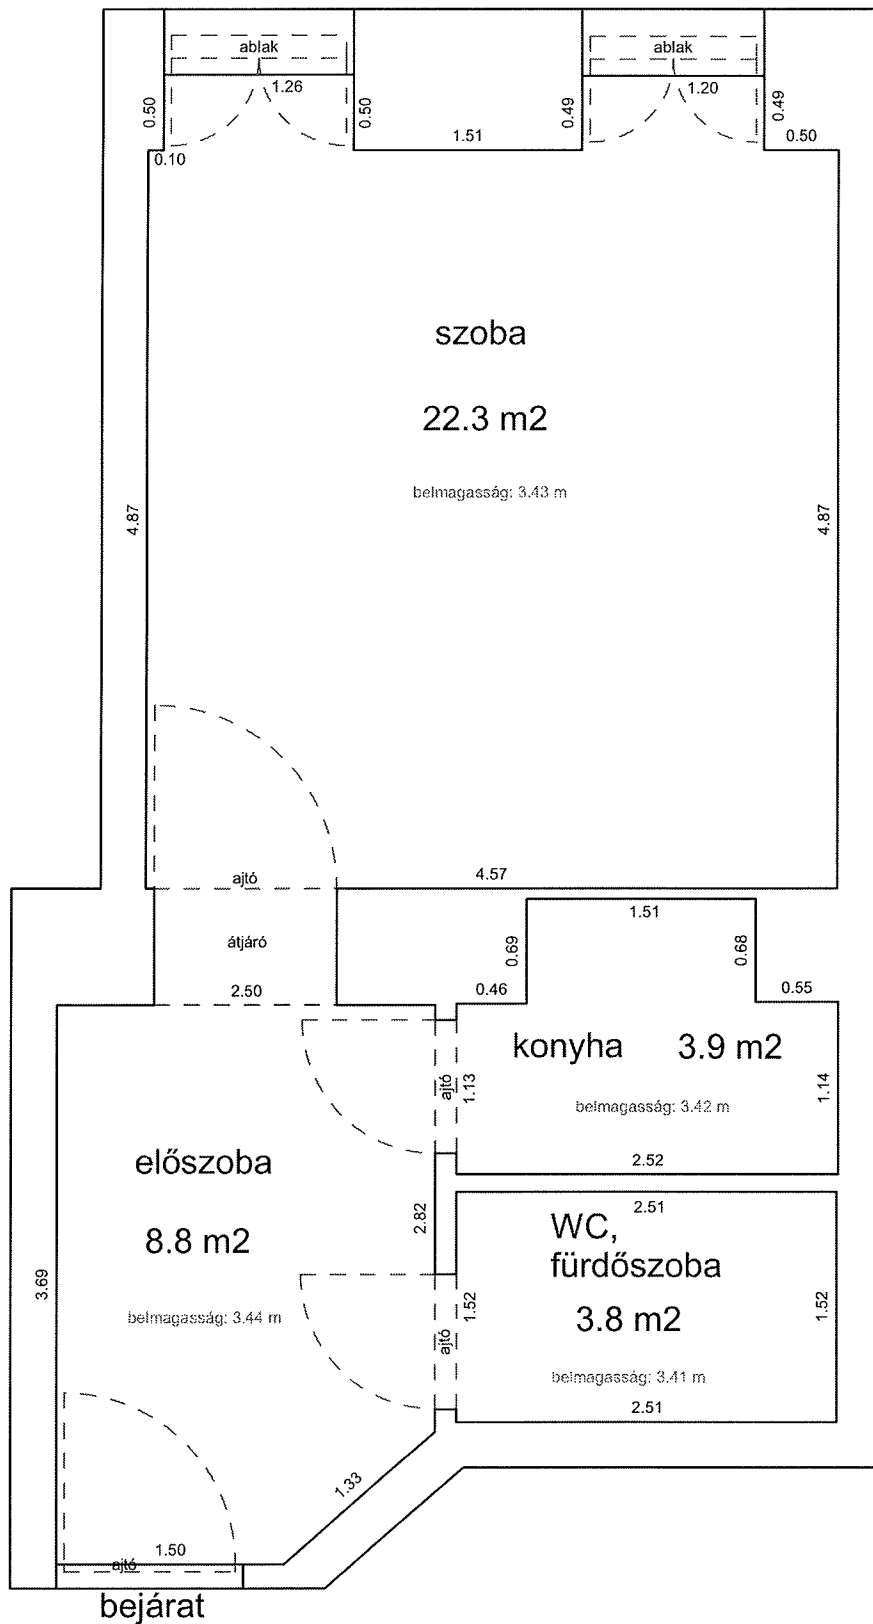 ablak
ablak
1.26
1.20
0.50
0.50
0.49
0.49
0.10
1.51
0.50
szoba
22.3 m2
belmagasság: 3.43 m
4.87
4.87
ajtó
4.57
átjáró
2.50
1.51
0.69
0.68
0.46
0.55
konyha 3.9 m2
ajtó
1.13
1.14
belmagasság: 3.42 m
2.52
előszoba
8.8 m2
2.82
3.69
belmagasság: 3.44 m
2.51
WC,
fürdőszoba
3.8 m2
ajtó
1.52
1.52
belmagasság: 3.41 m
2.51
1.33
1.50
ajtó
bejárat